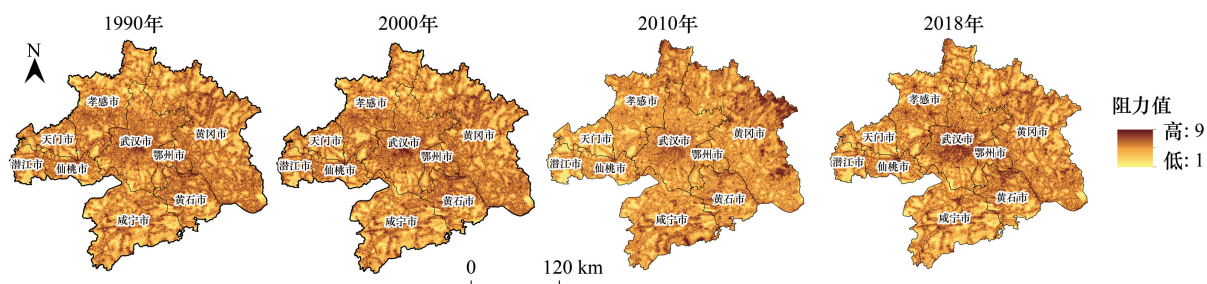 1990年
2000年
2010年
2018年
N
孝感市
天门市
武汉市
黄冈市
鄂州市
潜江市
仙桃市
黄石市
咸宁市
孝感市
天门市
武汉市
黄冈市
鄂州市
潜江市
仙桃市
黄石市
咸宁市
孝感市
天门市
武汉市
黄冈市
鄂州市
潜江市
仙桃市
黄石市
咸宁市
孝感市
天门市
武汉市
黄冈市
鄂州市
潜江市
仙桃市
黄石市
咸宁市
阻力值
高: 9
低: 1
0 120 km